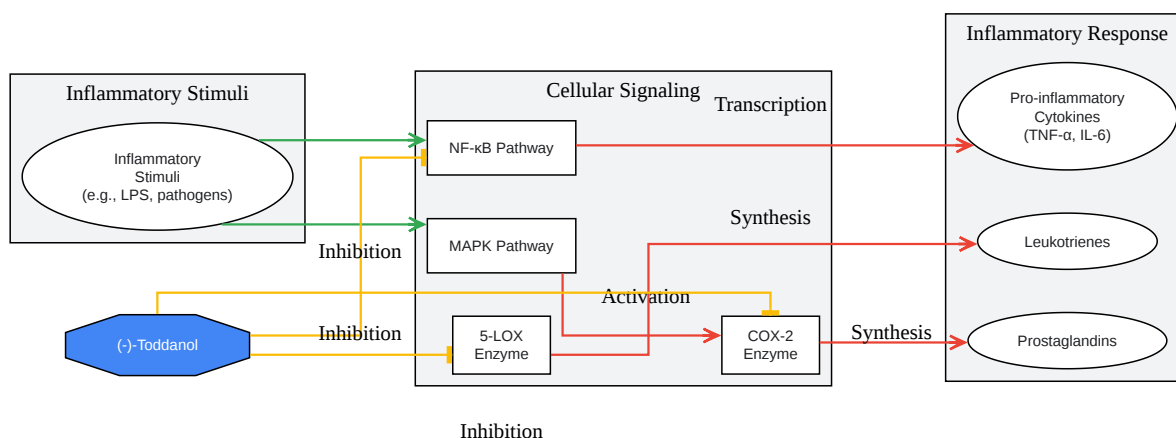 Inflammatory Stimuli
Inflammatory
Stimuli
(e.g., LPS, pathogens)
(-)-Toddanol
Inhibition
Inhibition
Inhibition
Cellular Signaling
NF-κB Pathway
MAPK Pathway
5-LOX
Enzyme
COX-2
Enzyme
Transcription
Synthesis
Activation
Synthesis
Inflammatory Response
Pro-inflammatory
Cytokines
(TNF-α, IL-6)
Leukotrienes
Prostaglandins